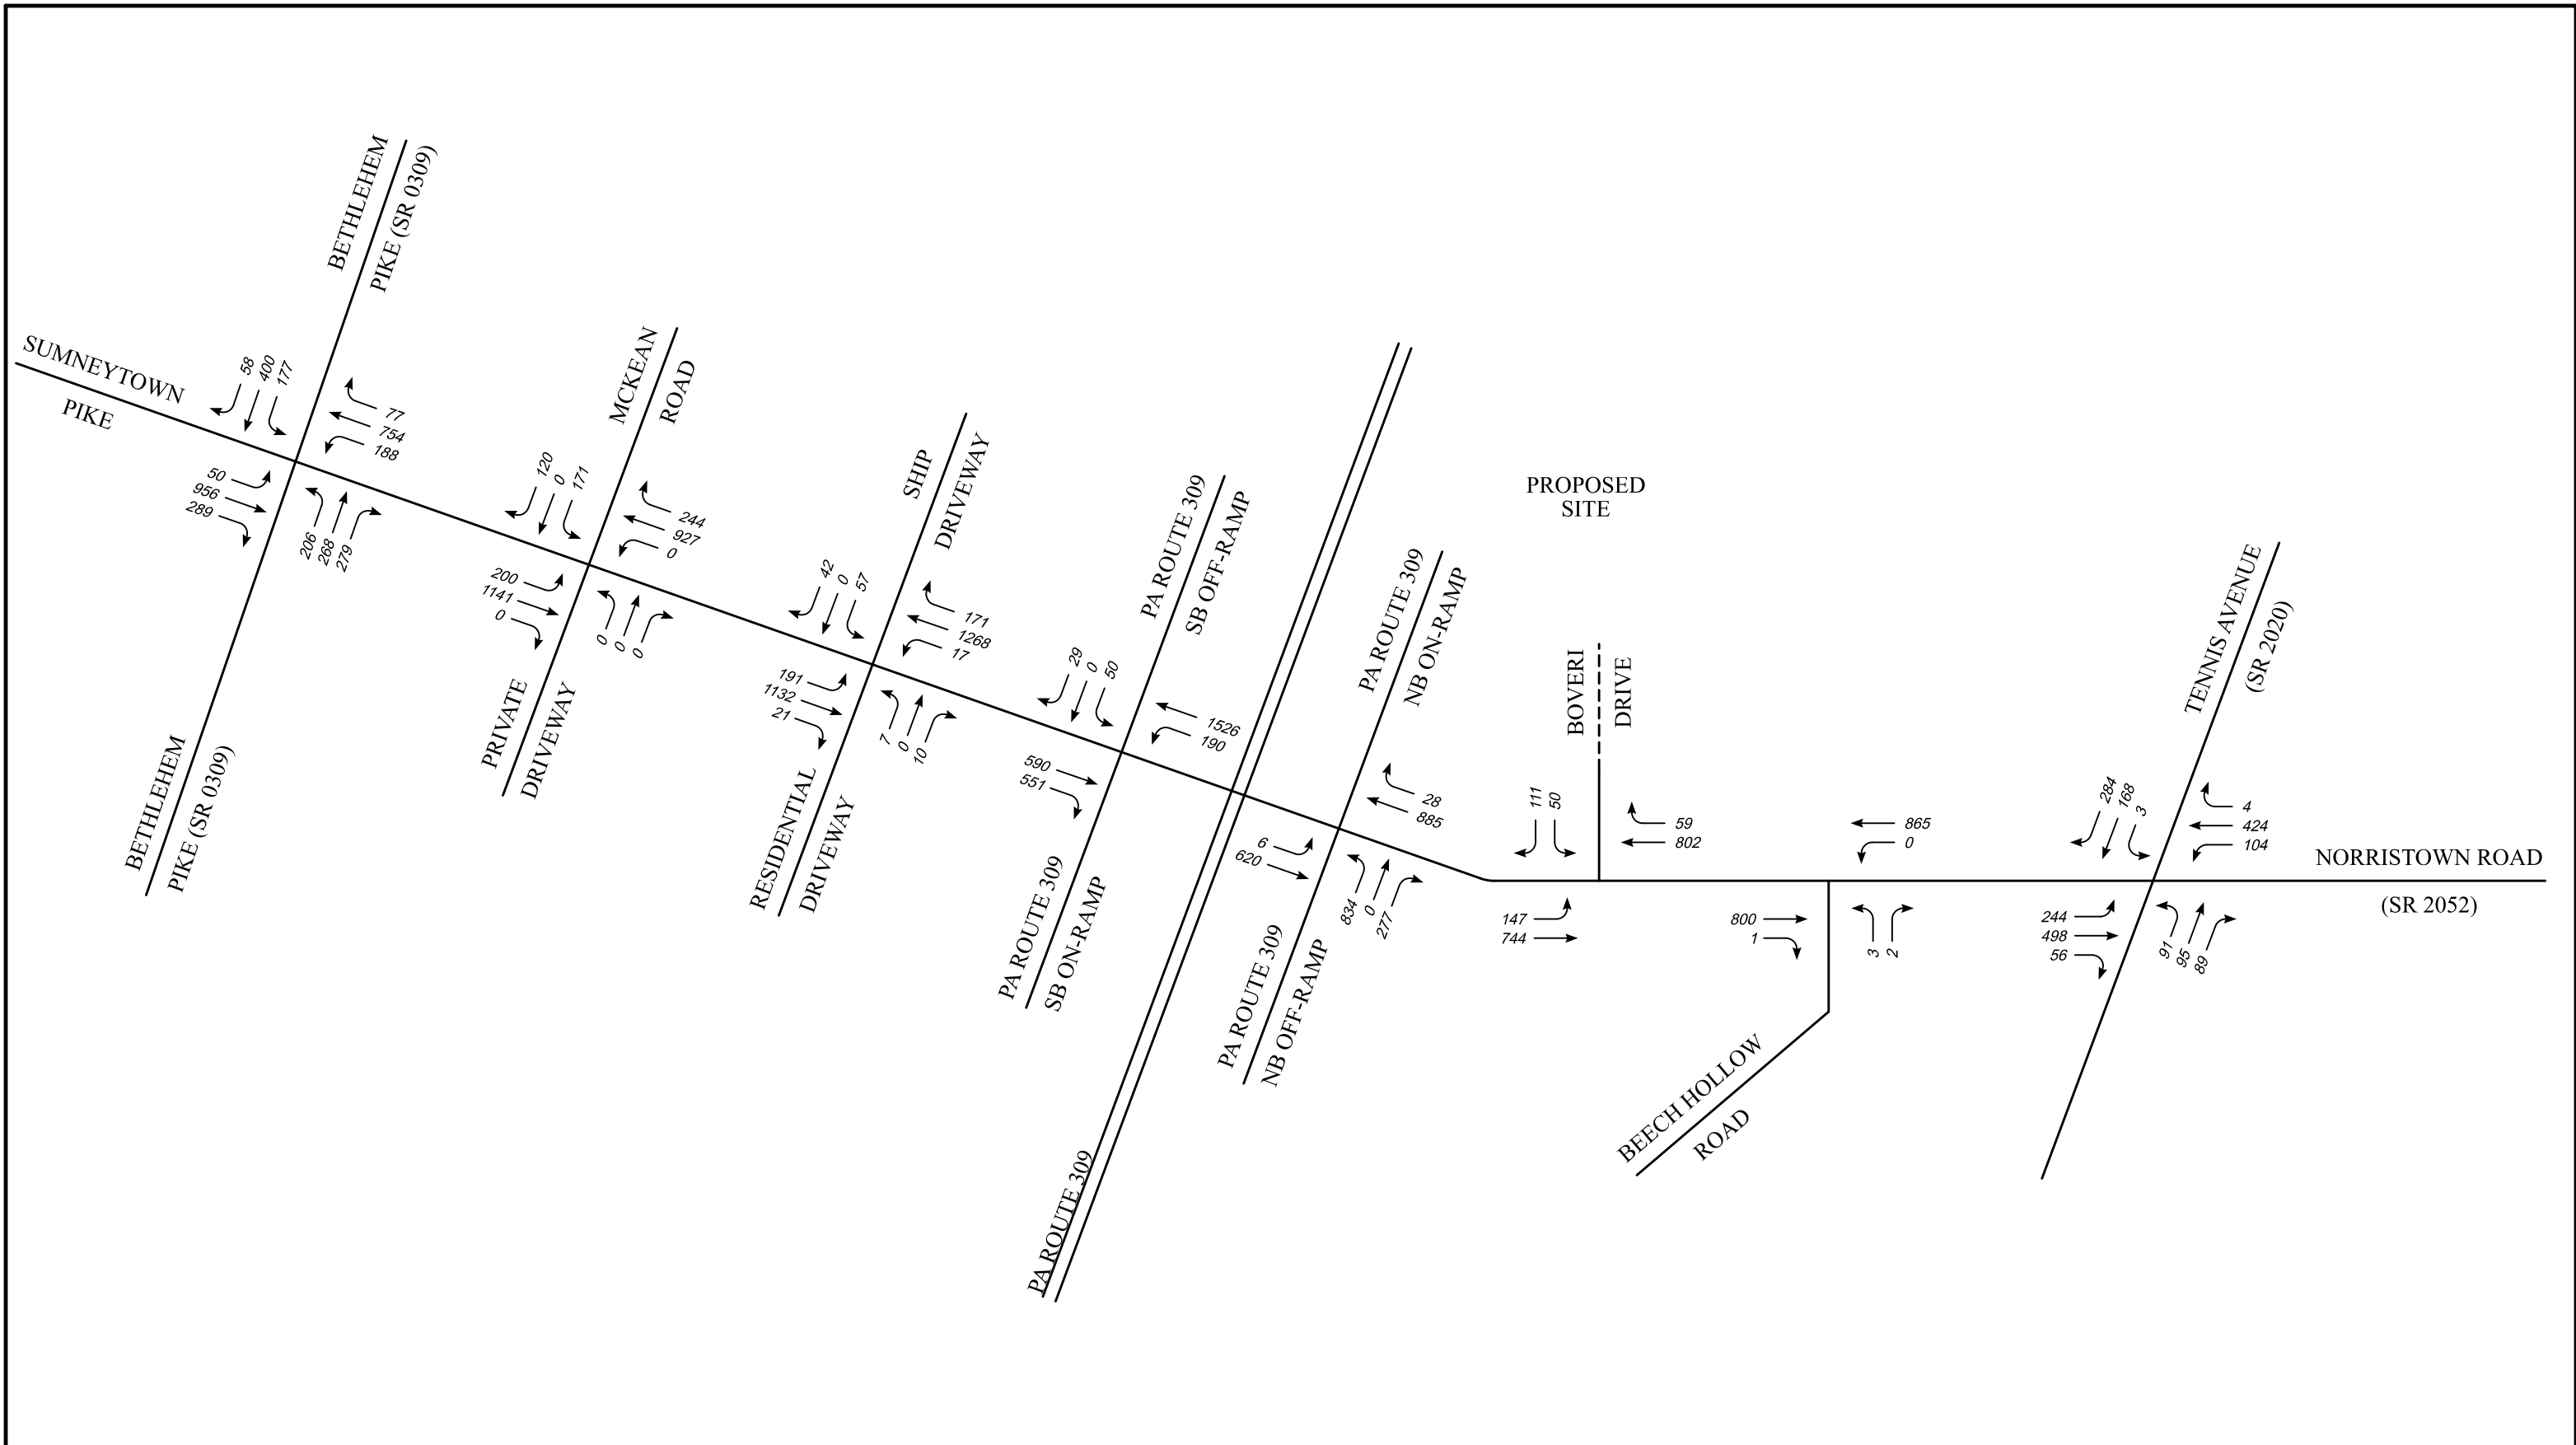 BETHLEHEM
PIKE (SR 0309)
SUMNEYTOWN
PIKE
58
400
177
77
754
188
50
956
289
206
268
279
BETHLEHEM
PIKE (SR 0309)
MCKEAN
ROAD
120
0
171
244
927
0
200
1141
0
0
0
0
PRIVATE
DRIVEWAY
SHIP
DRIVEWAY
42
0
57
171
1268
17
191
1132
21
7
0
10
RESIDENTIAL
DRIVEWAY
PA ROUTE 309
SB OFF-RAMP
29
0
50
1526
190
590
551
PA ROUTE 309
SB ON-RAMP
PA ROUTE 309
PA ROUTE 309
NB ON-RAMP
28
885
6
620
834
0
277
PA ROUTE 309
NB OFF-RAMP
PROPOSED
SITE
BOVERI
DRIVE
111
50
59
802
147
744
865
0
800
1
3
2
BEECH HOLLOW
ROAD
TENNIS AVENUE
(SR 2020)
284
168
3
4
424
104
244
498
56
91
95
89
NORRISTOWN ROAD
(SR 2052)